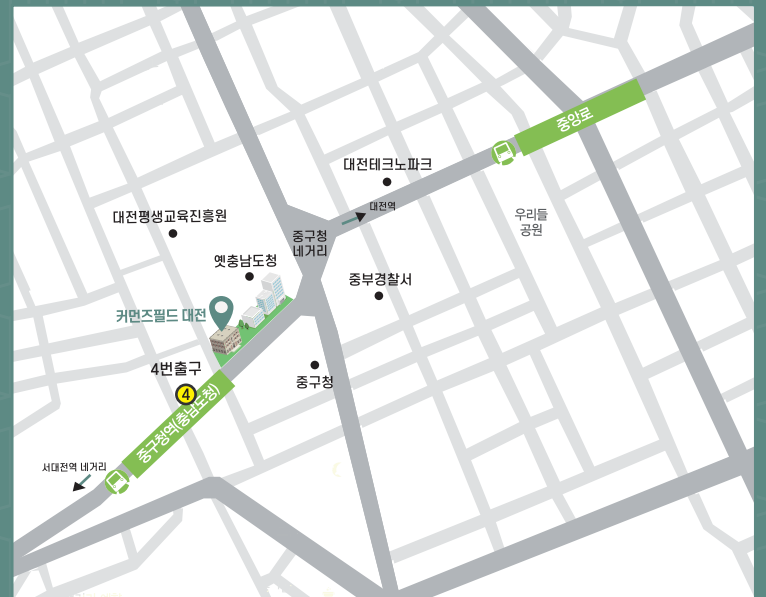 중앙로
대전테크노파크
대전역
대전평생교육진흥원
우리들
공원
중구청
네거리
옛충남도청
중부경찰서
커먼즈필드 대전
4번출구
중구청
4
중구청역(충남도청)
서대전역 네거리